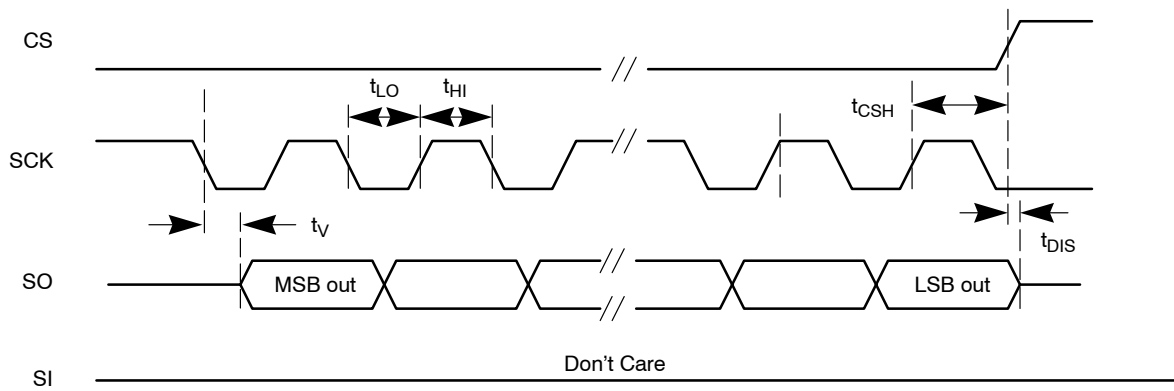 CS
tLO
tHI
tCSH
SCK
tV
tDIS
SO
MSB out
LSB out
Don't Care
SI